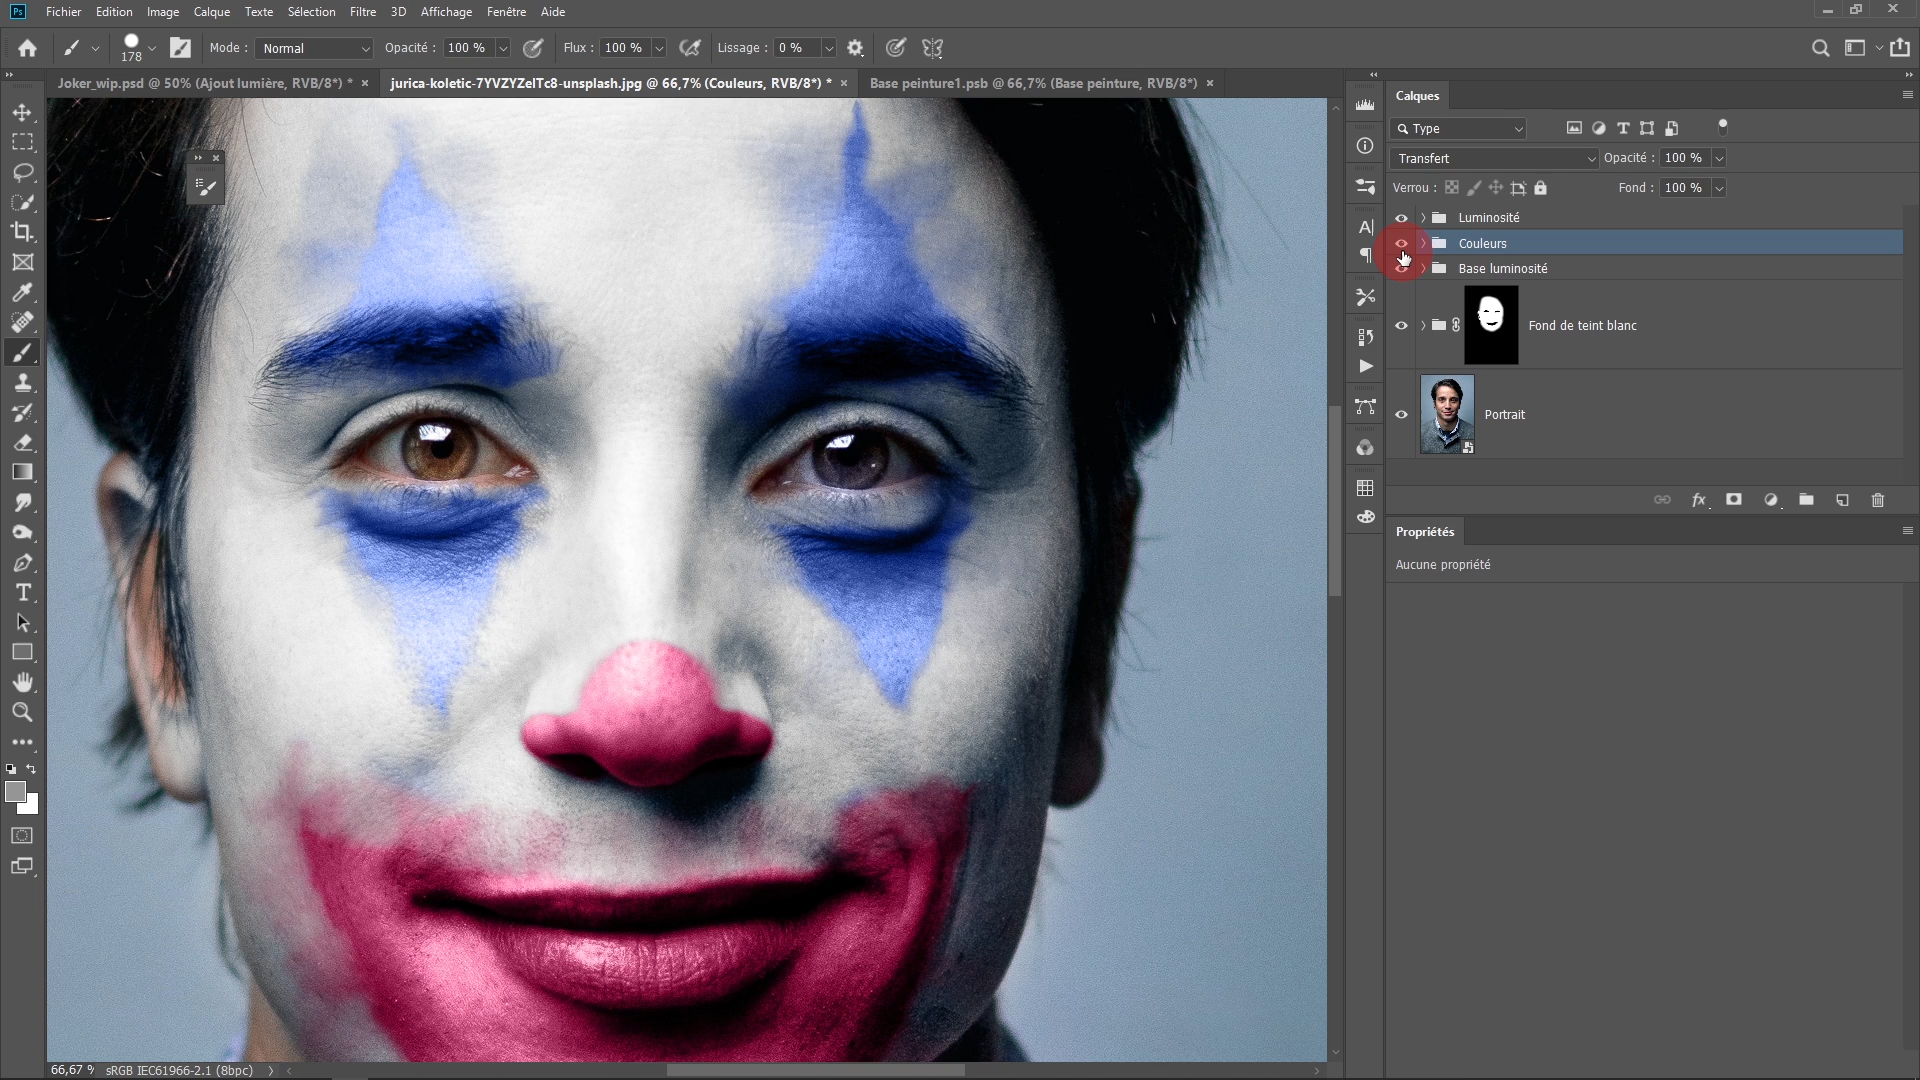 Ps Fichier Edition Image Calque Texte Sélection Filtre 3D Affichage Fenêtre Aide
178 Mode : Normal Opacité : 100 % Flux : 100 % Lissage : 0 %
Joker_wip.psd @ 50% (Ajout lumière, RVB/8*) * × jurica-koletic-7YVZYZeITc8-unsplash.jpg @ 66,7% (Couleurs, RVB/8*) * × Base peinture1.psb @ 66,7% (Base peinture, RVB/8*) ×
Calques
Type
Transfert Opacité : 100 %
Verrou : Fond : 100 %
Luminosité
Couleurs
Base luminosité
Fond de teint blanc
Portrait
fx
Propriétés
Aucune propriété
66,67 % sRGB IEC61966-2.1 (8bpc)